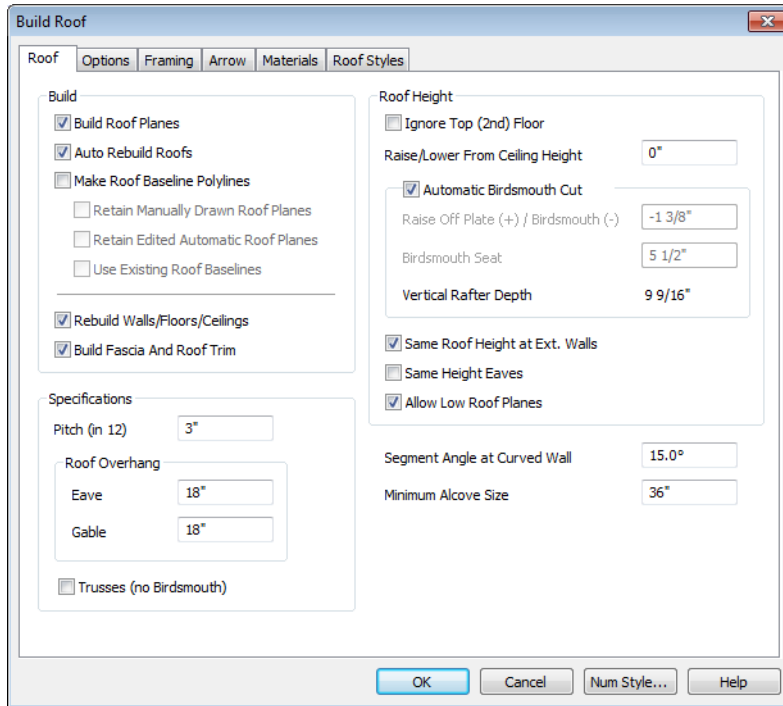 Build Roof
Roof Options Framing Arrow Materials Roof Styles
Build
Build Roof Planes
Auto Rebuild Roofs
Make Roof Baseline Polylines
Retain Manually Drawn Roof Planes
Retain Edited Automatic Roof Planes
Use Existing Roof Baselines
Rebuild Walls/Floors/Ceilings
Build Fascia And Roof Trim
Specifications
Pitch (in 12) 3"
Roof Overhang
Eave 18"
Gable 18"
Trusses (no Birdsmouth)
Roof Height
Ignore Top (2nd) Floor
Raise/Lower From Ceiling Height 0"
Automatic Birdsmouth Cut
Raise Off Plate (+) / Birdsmouth (-) -1 3/8"
Birdsmouth Seat 5 1/2"
Vertical Rafter Depth 9 9/16"
Same Roof Height at Ext. Walls
Same Height Eaves
Allow Low Roof Planes
Segment Angle at Curved Wall 15.0°
Minimum Alcove Size 36"
OK Cancel Num Style... Help